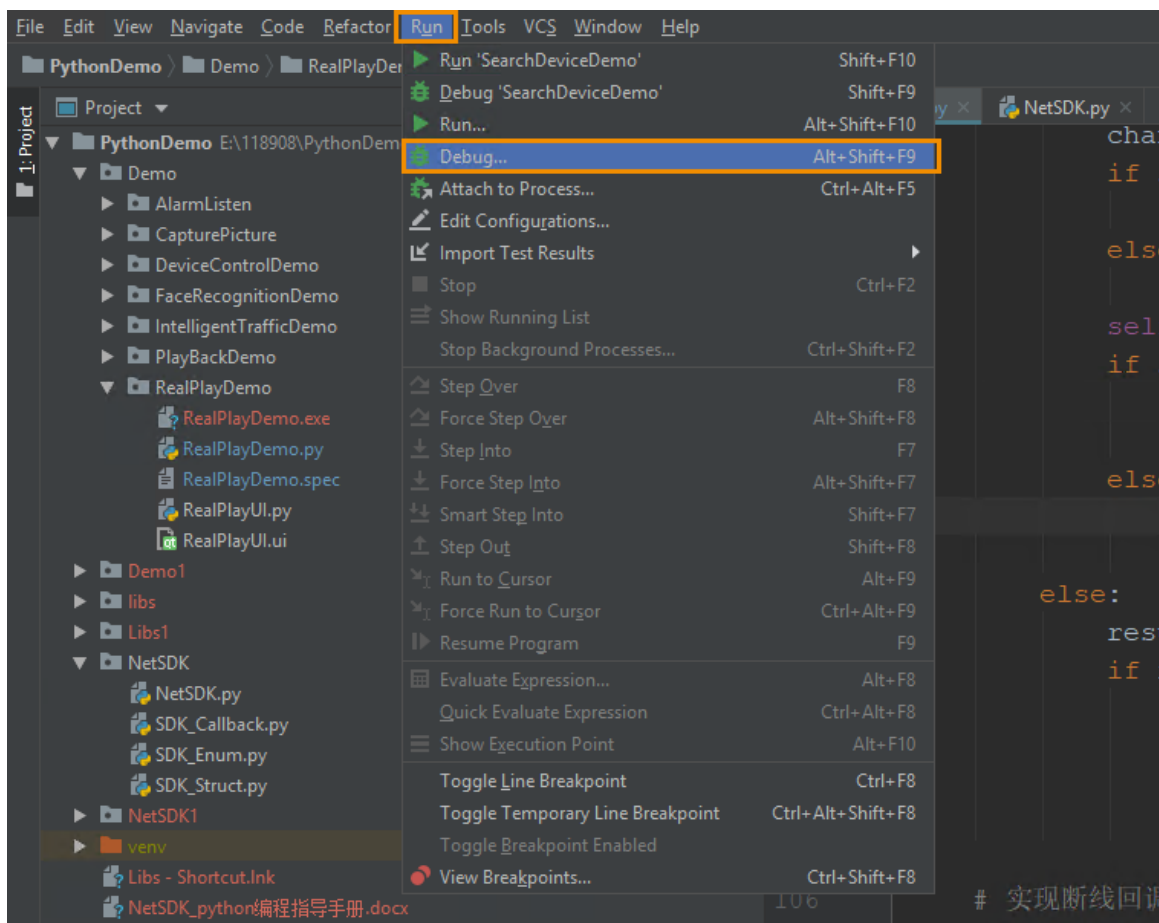 File Edit View Navigate Code Refactor Run Tools VCS Window Help
PythonDemo Demo RealPlayDer
Project
1: Project
PythonDemo E:\118908\PythonDem
Demo
AlarmListen
CapturePicture
DeviceControlDemo
FaceRecognitionDemo
IntelligentTrafficDemo
PlayBackDemo
RealPlayDemo
RealPlayDemo.exe
RealPlayDemo.py
RealPlayDemo.spec
RealPlayUI.py
RealPlayUI.ui
Demo1
libs
Libs1
NetSDK
NetSDK.py
SDK_Callback.py
SDK_Enum.py
SDK_Struct.py
NetSDK1
venv
Libs - Shortcut.lnk
NetSDK_python编程指导手册.docx
Run 'SearchDeviceDemo' Shift+F10
Debug 'SearchDeviceDemo' Shift+F9
Run... Alt+Shift+F10
Debug... Alt+Shift+F9
Attach to Process... Ctrl+Alt+F5
Edit Configurations...
Import Test Results
Stop Ctrl+F2
Show Running List
Stop Background Processes... Ctrl+Shift+F2
Step Over F8
Force Step Over Alt+Shift+F8
Step Into F7
Force Step Into Alt+Shift+F7
Smart Step Into Shift+F7
Step Out Shift+F8
Run to Cursor Alt+F9
Force Run to Cursor Ctrl+Alt+F9
Resume Program F9
Evaluate Expression... Alt+F8
Quick Evaluate Expression Ctrl+Alt+F8
Show Execution Point Alt+F10
Toggle Line Breakpoint Ctrl+F8
Toggle Temporary Line Breakpoint Ctrl+Alt+Shift+F8
Toggle Breakpoint Enabled
View Breakpoints... Ctrl+Shift+F8
py NetSDK.py
cha
if
els
sel
if
els
else:
res
if
106 # 实现断线回调